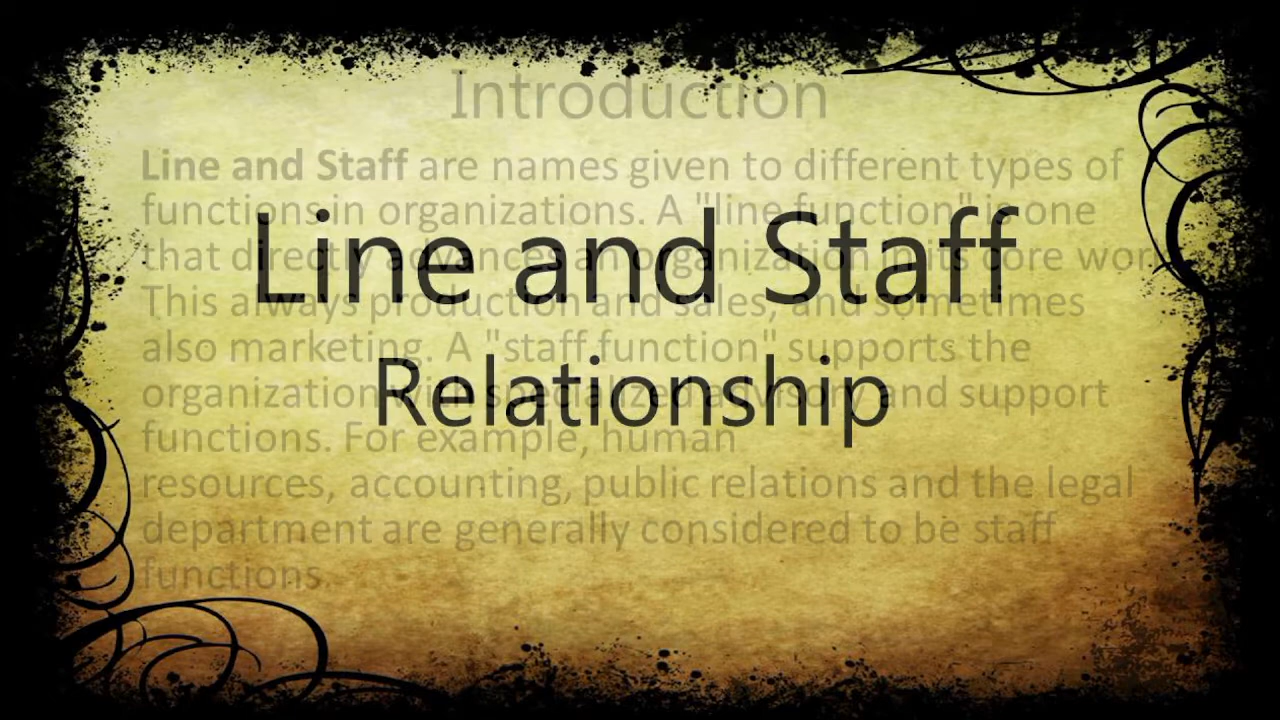 Introduction
Line and Staff are names given to different types of
functions in organizations. A "line function" is one
that directly advances an organization in its core wor
This always production and sales, and sometimes
also marketing. A "staff function" supports the
organization with specialized advisory and support
functions. For example, human
resources, accounting, public relations and the legal
department are generally considered to be staff
functions.
Line and Staff
Relationship